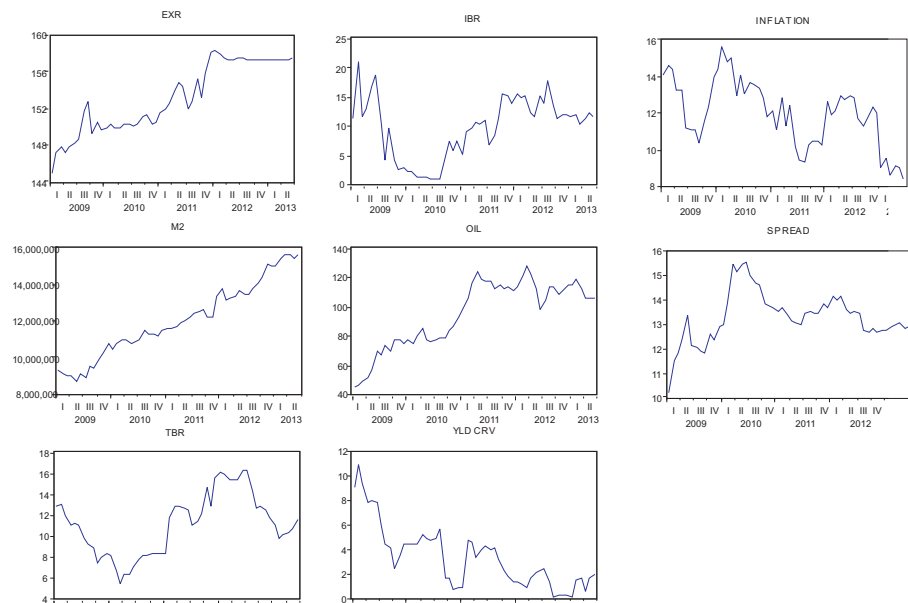 EXR
160
156
152
148
144
I II III IV I II III IV I II III IV I II III IV I II
2009 2010 2011 2012 2013
IBR
25
20
15
10
5
0
I II III IV I II III IV I II III IV I II III IV I II
2009 2010 2011 2012 2013
INFLATION
16
14
12
10
8
I II III IV I II III IV I II III IV I II III IV I
2009 2010 2011 2012
M2
16,000,000
14,000,000
12,000,000
10,000,000
8,000,000
I II III IV I II III IV I II III IV I II III IV I II
2009 2010 2011 2012 2013
OIL
140
120
100
80
60
40
I II III IV I II III IV I II III IV I II III IV I II
2009 2010 2011 2012 2013
SPREAD
16
15
14
13
12
11
10
I II III IV I II III IV I II III IV I II III IV
2009 2010 2011 2012
TBR
18
16
14
12
10
8
6
4
YLD CRV
12
10
8
6
4
2
0